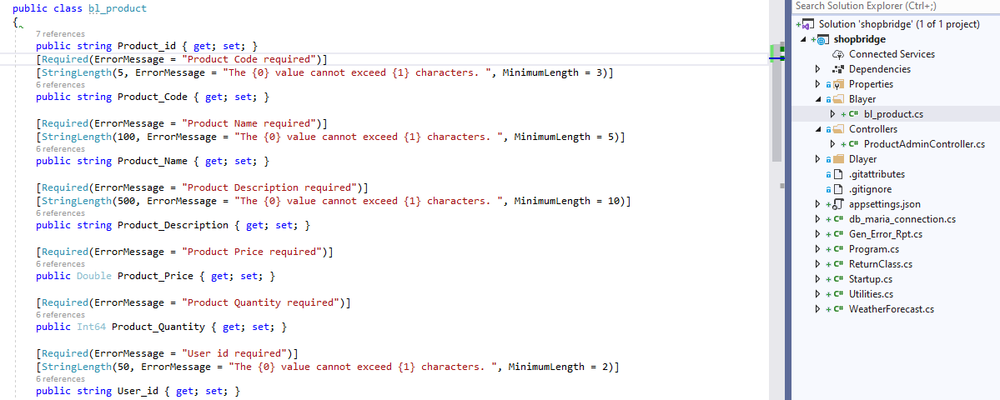 public class bl_product
{
7 references
public string Product_id { get; set; }
[Required(ErrorMessage = "Product Code required")]
[StringLength(5, ErrorMessage = "The {0} value cannot exceed {1} characters. ", MinimumLength = 3)]
6 references
public string Product_Code { get; set; }
[Required(ErrorMessage = "Product Name required")]
[StringLength(100, ErrorMessage = "The {0} value cannot exceed {1} characters. ", MinimumLength = 5)]
6 references
public string Product_Name { get; set; }
[Required(ErrorMessage = "Product Description required")]
[StringLength(500, ErrorMessage = "The {0} value cannot exceed {1} characters. ", MinimumLength = 10)]
6 references
public string Product_Description { get; set; }
[Required(ErrorMessage = "Product Price required")]
6 references
public Double Product_Price { get; set; }
[Required(ErrorMessage = "Product Quantity required")]
6 references
public Int64 Product_Quantity { get; set; }
[Required(ErrorMessage = "User id required")]
[StringLength(50, ErrorMessage = "The {0} value cannot exceed {1} characters. ", MinimumLength = 2)]
6 references
public string User_id { get; set; }
Search Solution Explorer (Ctrl+;)
Solution 'shopbridge' (1 of 1 project)
shopbridge
Connected Services
Dependencies
Properties
Blayer
C# bl_product.cs
Controllers
C# ProductAdminController.cs
Dlayer
.gitattributes
.gitignore
appsettings.json
C# db_maria_connection.cs
C# Gen_Error_Rpt.cs
C# Program.cs
C# ReturnClass.cs
C# Startup.cs
C# Utilities.cs
C# WeatherForecast.cs